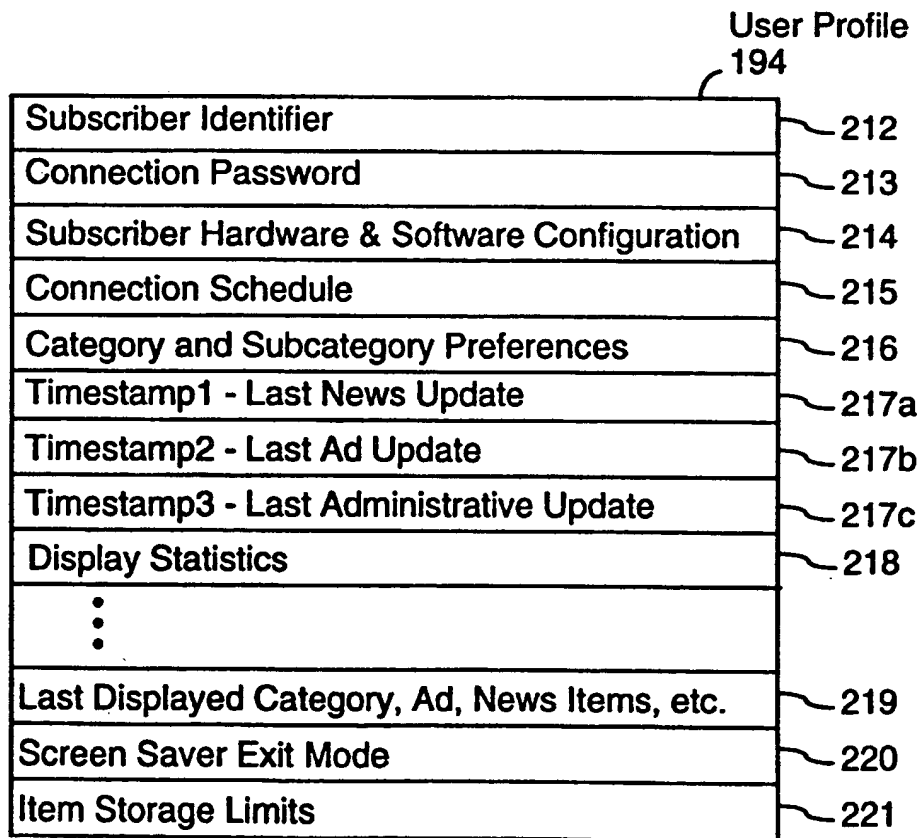 User Profile
194
Subscriber Identifier 212
Connection Password 213
Subscriber Hardware & Software Configuration 214
Connection Schedule 215
Category and Subcategory Preferences 216
Timestamp1 - Last News Update 217a
Timestamp2 - Last Ad Update 217b
Timestamp3 - Last Administrative Update 217c
Display Statistics 218
Last Displayed Category, Ad, News Items, etc. 219
Screen Saver Exit Mode 220
Item Storage Limits 221